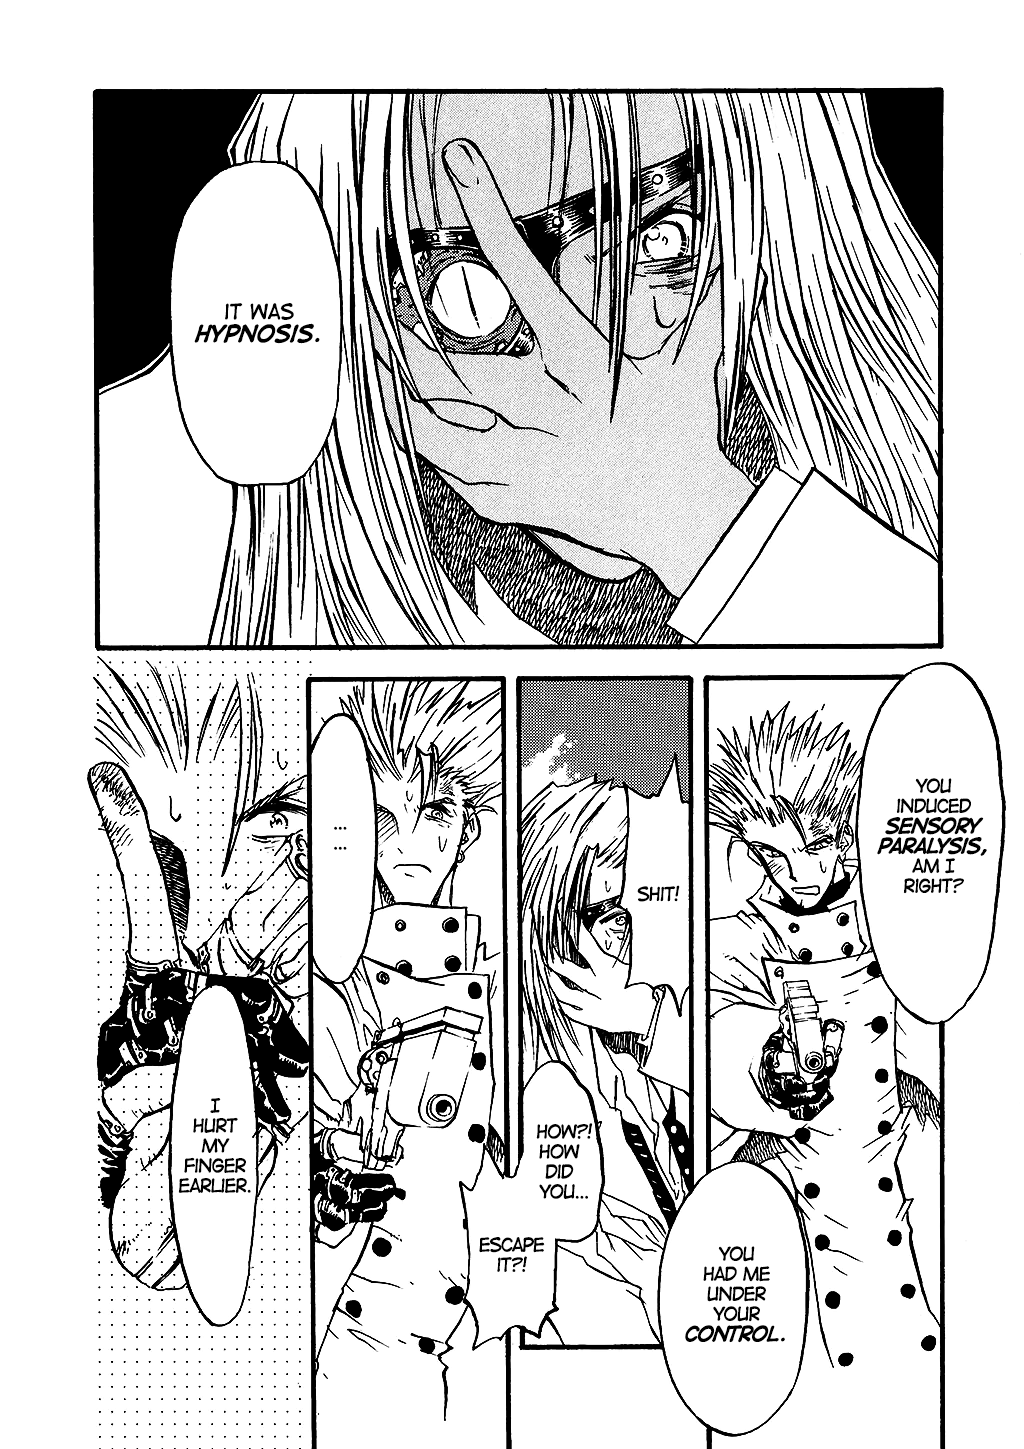 IT WAS
HYPNOSIS.
YOU
INDUCED
SENSORY
PARALYSIS,
AM I
RIGHT?
YOU
HAD ME
UNDER
YOUR
CONTROL.
SHIT!
HOW?!
HOW
DID
YOU...
ESCAPE
IT?!
...
...
I
HURT
MY
FINGER
EARLIER.